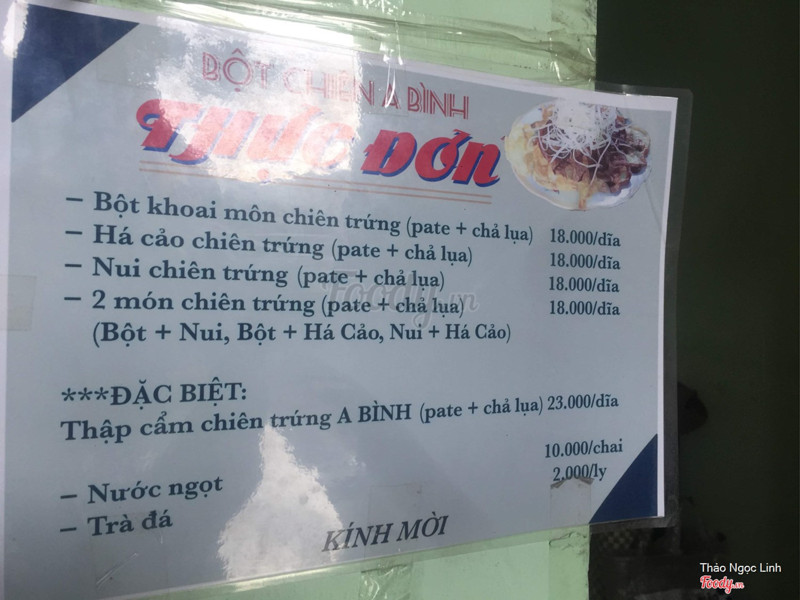 BỘT CHIÊN A BÌNH
THỰC ĐƠN
– Bột khoai môn chiên trứng (pate + chả lụa) 18.000/dĩa
– Há cảo chiên trứng (pate + chả lụa) 18.000/dĩa
– Nui chiên trứng (pate + chả lụa) 18.000/dĩa
– 2 món chiên trứng (pate + chả lụa) 18.000/dĩa
(Bột + Nui, Bột + Há Cảo, Nui + Há Cảo)
***ĐẶC BIỆT:
Thập cẩm chiên trứng A BÌNH (pate + chả lụa) 23.000/dĩa
– Nước ngọt 10.000/chai
– Trà đá 2.000/ly
KÍNH MỜI
Foody.vn
Thảo Ngọc Linh
Foody.vn